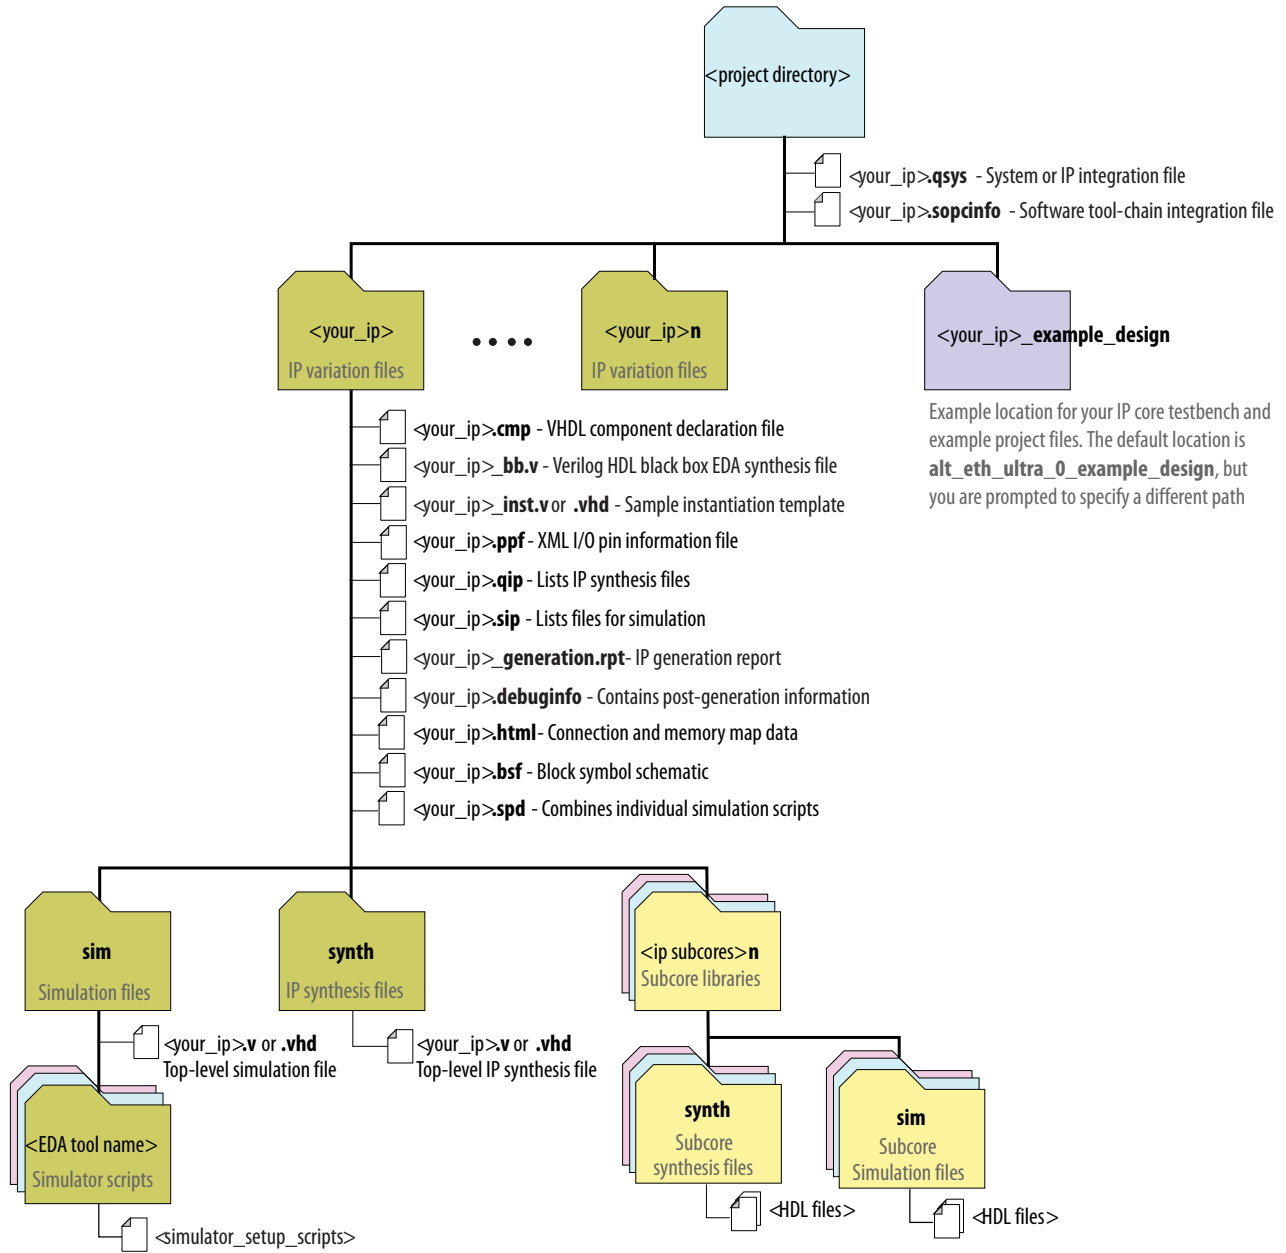 <project directory>
<your_ip>.qsys - System or IP integration file
<your_ip>.sopcinfo - Software tool-chain integration file
<your_ip>
IP variation files
<your_ip>n
IP variation files
<your_ip>_example_design
Example location for your IP core testbench and
example project files. The default location is
alt_eth_ultra_0_example_design, but
you are prompted to specify a different path
<your_ip>.cmp - VHDL component declaration file
<your_ip>_bb.v - Verilog HDL black box EDA synthesis file
<your_ip>_inst.v or .vhd - Sample instantiation template
<your_ip>.ppf - XML I/O pin information file
<your_ip>.qip - Lists IP synthesis files
<your_ip>.sip - Lists files for simulation
<your_ip>_generation.rpt - IP generation report
<your_ip>.debuginfo - Contains post-generation information
<your_ip>.html - Connection and memory map data
<your_ip>.bsf - Block symbol schematic
<your_ip>.spd - Combines individual simulation scripts
sim
Simulation files
synth
IP synthesis files
<ip subcores>n
Subcore libraries
<your_ip>.v or .vhd
Top-level simulation file
<your_ip>.v or .vhd
Top-level IP synthesis file
<EDA tool name>
Simulator scripts
synth
Subcore
synthesis files
sim
Subcore
Simulation files
<HDL files>
<HDL files>
<simulator_setup_scripts>